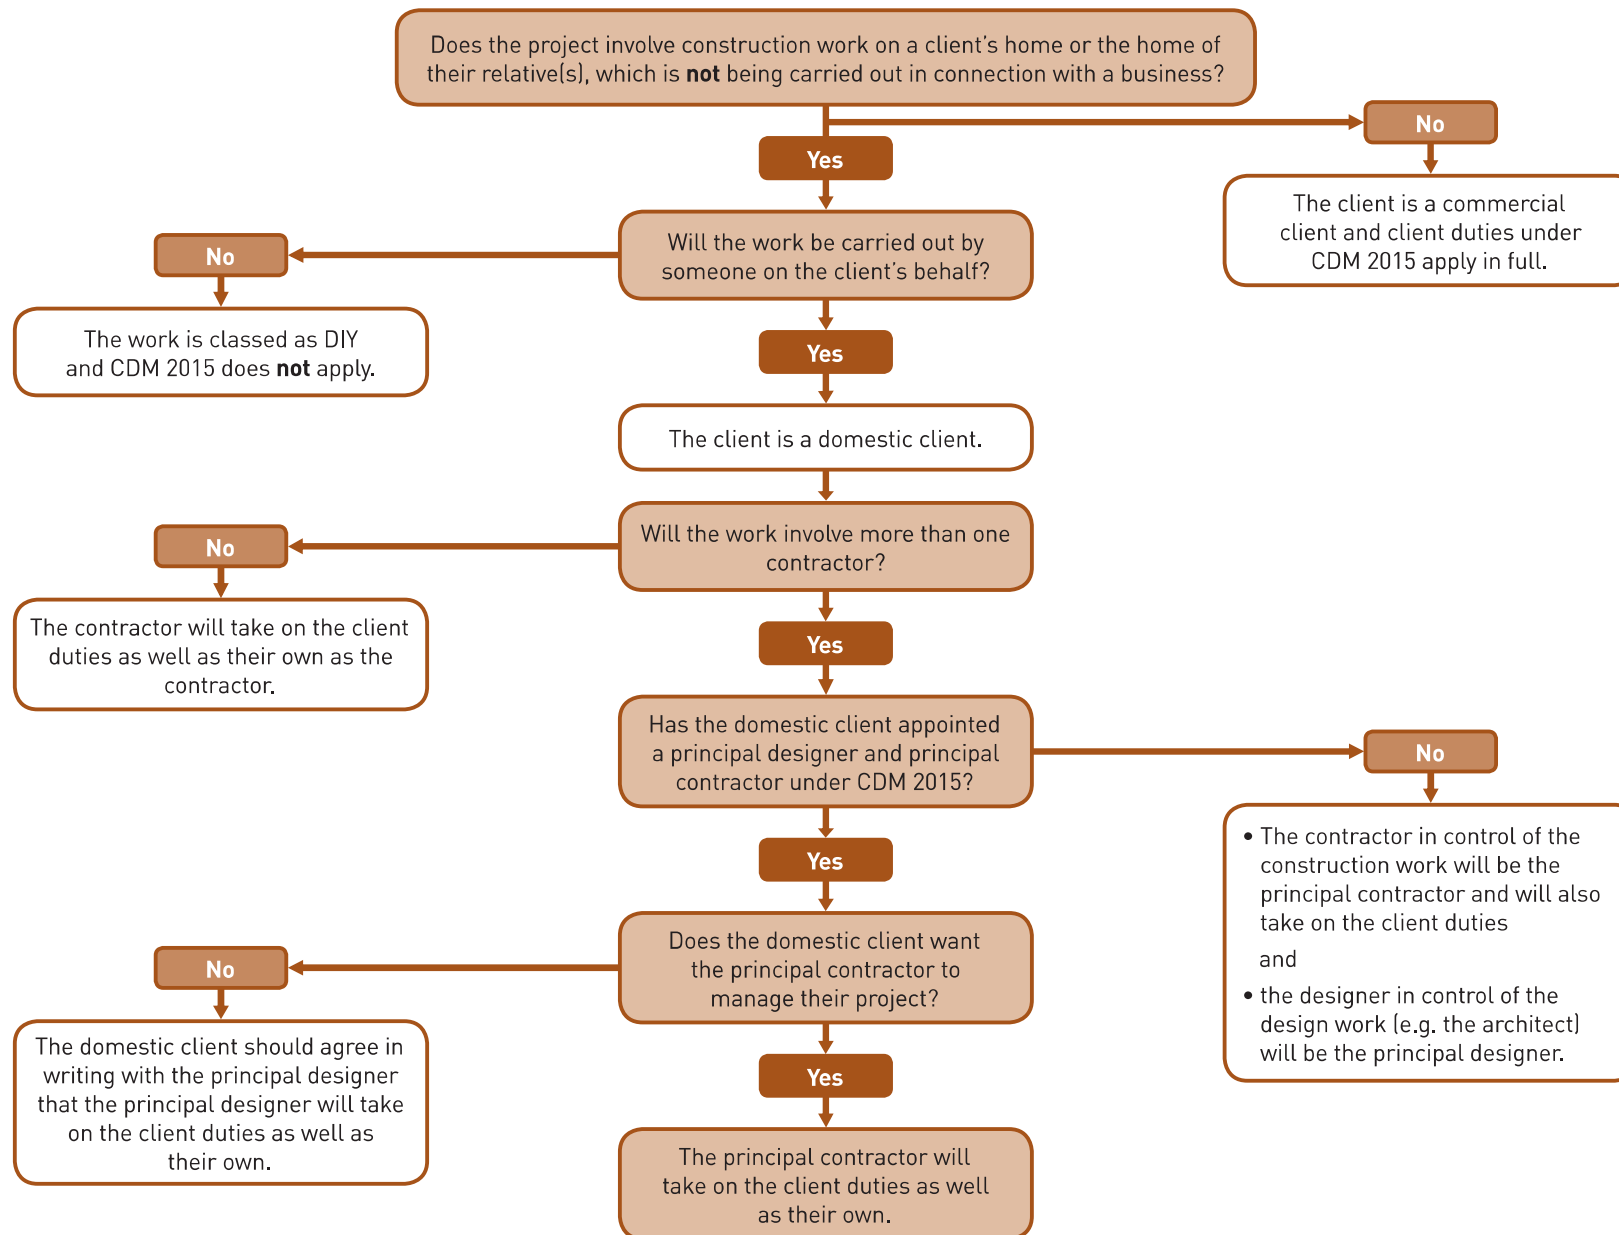 Does the project involve construction work on a client’s home or the home of
their relative(s), which is not being carried out in connection with a business?
No
Yes
The client is a commercial
client and client duties under
CDM 2015 apply in full.
Will the work be carried out by
someone on the client’s behalf?
No
The work is classed as DIY
and CDM 2015 does not apply.
Yes
The client is a domestic client.
Will the work involve more than one
contractor?
No
The contractor will take on the client
duties as well as their own as the
contractor.
Yes
Has the domestic client appointed
a principal designer and principal
contractor under CDM 2015?
No
• The contractor in control of the
construction work will be the
principal contractor and will also
take on the client duties
and
• the designer in control of the
design work (e.g. the architect)
will be the principal designer.
Yes
Does the domestic client want
the principal contractor to
manage their project?
No
The domestic client should agree in
writing with the principal designer
that the principal designer will take
on the client duties as well as
their own.
Yes
The principal contractor will
take on the client duties as well
as their own.